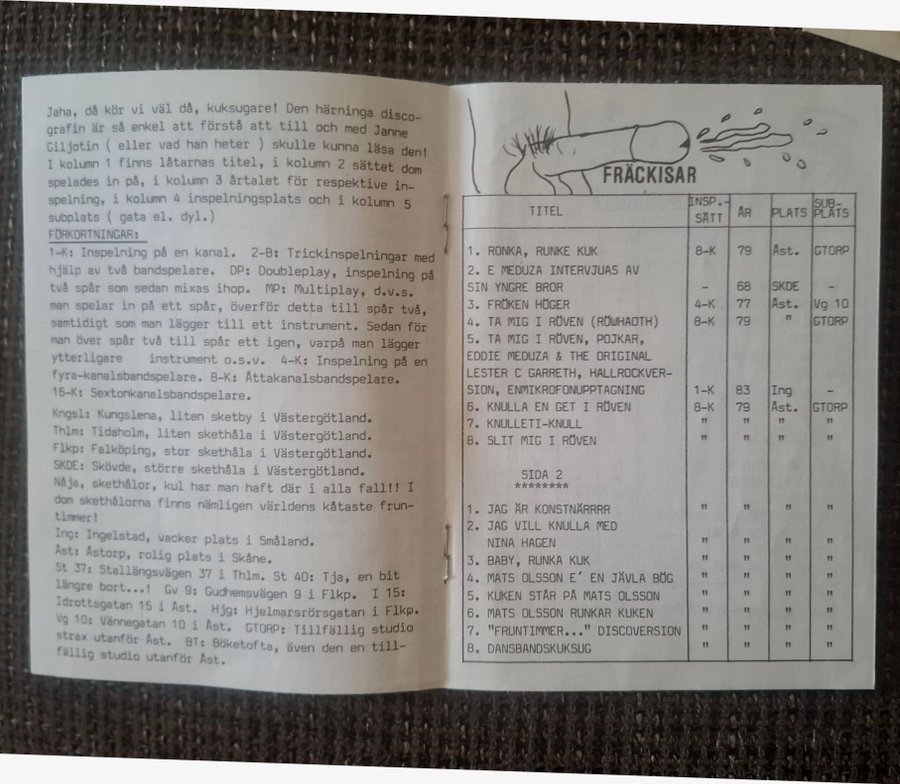 Jaha, då kör vi väl då, kuksugare! Den härninga disco-
grafin är så enkel att förstå att till och med Janne
Giljotin ( eller vad han heter ) skulle kunna läsa den!
I kolumn 1 finns låtarnas titel, i kolumn 2 sättet dom
spelades in på, i kolumn 3 årtalet för respektive in-
spelning, i kolumn 4 inspelningsplats och i kolumn 5
subplats ( gata el. dyl.)
FÖRKORTNINGAR:
1-K: Inspelning på en kanal. 2-B: Trickinspelningar med
hjälp av två bandspelare. DP: Doubleplay, inspelning på
två spår som sedan mixas ihop. MP: Multiplay, d.v.s.
man spelar in på ett spår, överför detta till spår två,
samtidigt som man lägger till ett instrument. Sedan för
man över spår två till spår ett igen, varpå man lägger
ytterligare instrument o.s.v. 4-K: Inspelning på en
fyra-kanalsbandspelare. 8-K: Åttakanalsbandspelare.
16-K: Sextonkanalsbandspelare.
Kngsl: Kungslena, liten sketby i Västergötland.
Thlm: Tidaholm, liten skethåla i Västergötland.
Flkp: Falköping, stor skethåla i Västergötland.
SKDE: Skövde, större skethåla i Västergötland.
Nåja, skethålor, kul har man haft där i alla fall!! I
dom skethålorna finns nämligen världens kåtaste frun-
timmer!
Ing: Ingelstad, vacker plats i Småland.
Åst: Åstorp, rolig plats i Skåne.
St 37: Stallängsvägen 37 i Thlm. St 40: Tja, en bit
längre bort...! Gv 9: Gudhemsvägen 9 i Flkp. I 15:
Idrottsgatan 15 i Åst. Hjg: Hjelmarsrörsgatan i Flkp.
Vg 10: Vännegatan 10 i Åst. GTORP: Tillfällig studio
strax utanför Åst. BT: Böketofta, även den en till-
fällig studio utanför Åst.
FRÄCKISAR
TITEL INSP.-SÄTT ÅR PLATS SUB-PLATS
1. RONKA, RUNKE KUK 8-K 79 Åst. GTORP
2. E MEDUZA INTERVJUAS AV
SIN YNGRE BROR - 68 SKDE -
3. FRÖKEN HÖGER 4-K 77 Åst. Vg 10
4. TA MIG I RÖVEN (RÖWHAOTH) 8-K 79 " GTORP
5. TA MIG I RÖVEN, POJKAR,
EDDIE MEDUZA & THE ORIGINAL
LESTER C GARRETH, HALLROCKVER-
SION, ENMIKROFONUPPTAGNING 1-K 83 Ing -
6. KNULLA EN GET I RÖVEN 8-K 79 Åst. GTORP
7. KNULLETI-KNULL " " " "
8. SLIT MIG I RÖVEN " " " "
SIDA 2
********
1. JAG ÄR KONSTNÄRRRR " " " "
2. JAG VILL KNULLA MED
NINA HAGEN " " " "
3. BABY, RUNKA KUK " " " "
4. MATS OLSSON E´ EN JÄVLA BÖG " " " "
5. KUKEN STÅR PÅ MATS OLSSON " " " "
6. MATS OLSSON RUNKAR KUKEN " " " "
7. "FRUNTIMMER..." DISCOVERSION " " " "
8. DANSBANDSKUKSUG " " " "